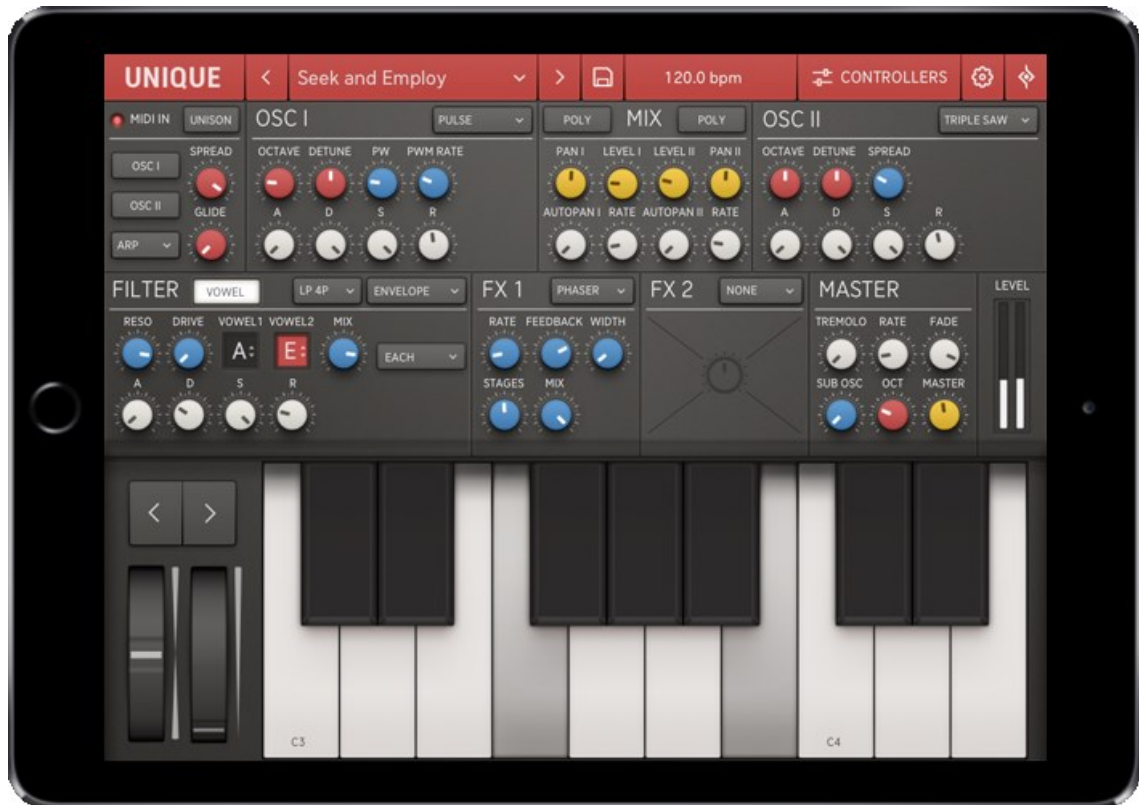 UNIQUE Seek and Employ 120.0 bpm CONTROLLERS
MIDI IN UNISON OSC I PULSE POLY MIX POLY OSC II TRIPLE SAW
SPREAD OCTAVE DETUNE PW PWM RATE PAN I LEVEL I LEVEL II PAN II OCTAVE DETUNE SPREAD
OSC I
OSC II
GLIDE A D S R AUTOPAN I RATE AUTOPAN II RATE A D S R
ARP
FILTER VOWEL LP 4P ENVELOPE FX 1 PHASER FX 2 NONE MASTER LEVEL
RESO DRIVE VOWEL1 VOWEL2 MIX RATE FEEDBACK WIDTH TREMOLO RATE FADE
A: E: EACH
A D S R STAGES MIX SUB OSC OCT MASTER
C3 C4